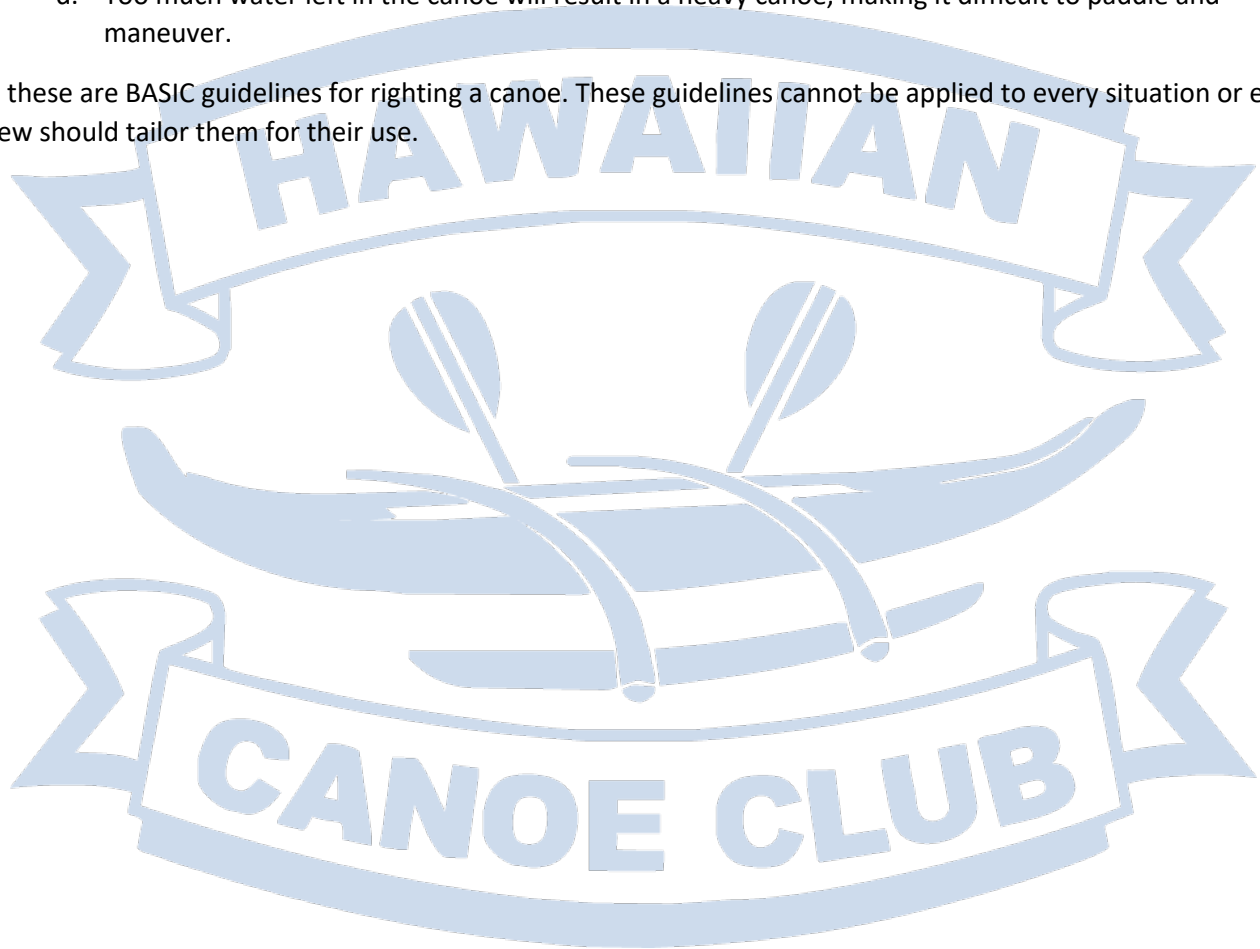 Too much water left in the canoe will result in a heavy canoe, making it difficult to paddle and
maneuver.
these are BASIC guidelines for righting a canoe. These guidelines cannot be applied to every situation or
should tailor them for their use.
HAWAIIAN
CANOE CLUB